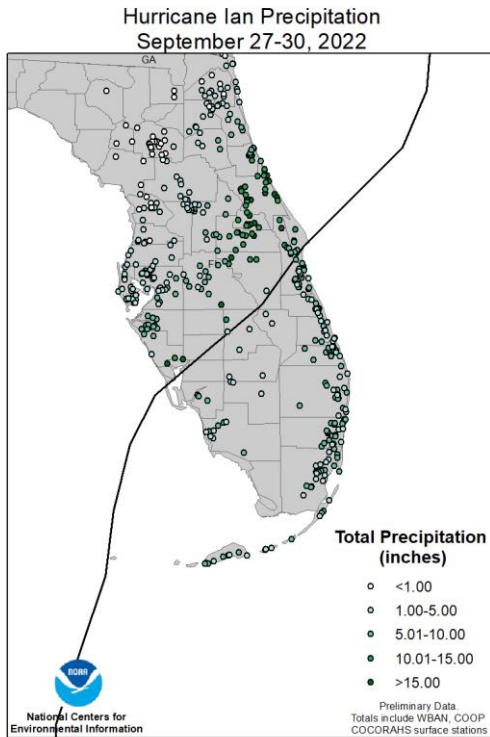 Hurricane Ian Precipitation
September 27-30, 2022
GA
F
Total Precipitation
(inches)
<1.00
1.00-5.00
5.01-10.00
10.01-15.00
>15.00
NOAA
National Centers for
Environmental Information
Preliminary Data.
Totals include WBAN, COOP
COCORAHS surface stations